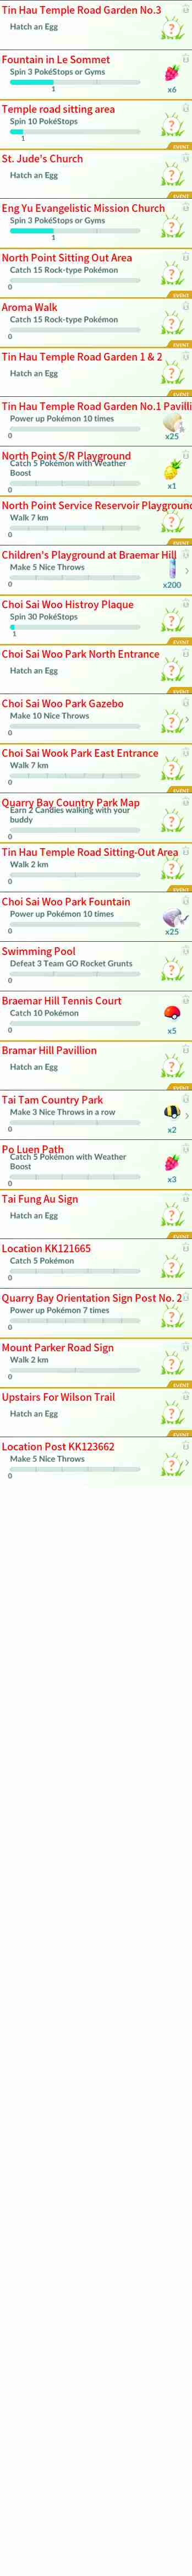 Tin Hau Temple Road Garden No.3
Hatch an Egg
?
Fountain in Le Sommet
Spin 3 PokéStops or Gyms
1
x6
Temple road sitting area
Spin 10 PokéStops
?
1
EVENT
St. Jude's Church
Hatch an Egg
?
EVENT
Eng Yu Evangelistic Mission Church
Spin 3 PokéStops or Gyms
?
1
North Point Sitting Out Area
Catch 15 Rock-type Pokémon
?
0
EVENT
Aroma Walk
Catch 15 Rock-type Pokémon
?
0
EVENT
Tin Hau Temple Road Garden 1 & 2
Hatch an Egg
?
Tin Hau Temple Road Garden No.1 Pavilli
Power up Pokémon 10 times
0
x25
North Point S/R Playground
Catch 5 Pokémon with Weather
Boost
0
x1
North Point Service Reservoir Playground
Walk 7 km
?
0
EVENT
Children's Playground at Braemar Hill
Make 5 Nice Throws
0
x200
Choi Sai Woo Histroy Plaque
Spin 30 PokéStops
?
1
EVENT
Choi Sai Woo Park North Entrance
Hatch an Egg
?
EVENT
Choi Sai Woo Park Gazebo
Make 10 Nice Throws
?
0
Choi Sai Wook Park East Entrance
Walk 7 km
?
0
Quarry Bay Country Park Map
Earn 2 Candies walking with your
buddy
?
0
Tin Hau Temple Road Sitting-Out Area
Walk 2 km
?
0
Choi Sai Woo Park Fountain
Power up Pokémon 10 times
0
x25
Swimming Pool
Defeat 3 Team GO Rocket Grunts
?
0
Braemar Hill Tennis Court
Catch 10 Pokémon
0
x5
Bramar Hill Pavillion
Hatch an Egg
?
EVENT
Tai Tam Country Park
Make 3 Nice Throws in a row
0
x2
Po Luen Path
Catch 5 Pokémon with Weather
Boost
0
x3
Tai Fung Au Sign
Hatch an Egg
?
EVENT
Location KK121665
Catch 5 Pokémon
?
0
Quarry Bay Orientation Sign Post No. 2
Power up Pokémon 7 times
?
0
Mount Parker Road Sign
Walk 2 km
?
0
EVENT
Upstairs For Wilson Trail
Hatch an Egg
?
EVENT
Location Post KK123662
Make 5 Nice Throws
?
0